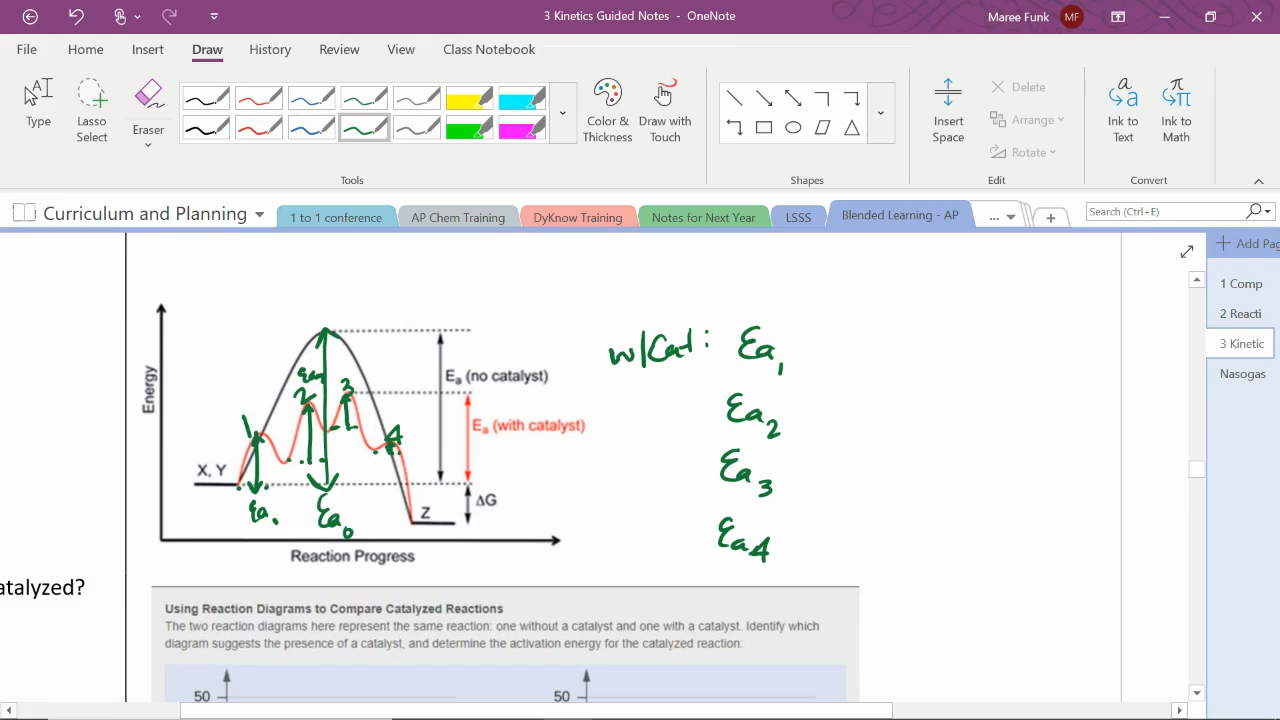 3 Kinetics Guided Notes - OneNote
Maree Funk MF
File Home Insert Draw History Review View Class Notebook
Type Lasso Select Eraser
Color & Thickness Draw with Touch
Insert Space
Delete
Arrange
Rotate
Ink to Text Ink to Math
Tools Shapes Edit Convert
Curriculum and Planning 1 to 1 conference AP Chem Training DyKnow Training Notes for Next Year LSSS Blended Learning - AP ... Search (Ctrl+E)
Add Pag
1 Comp
2 Reacti
3 Kinetic
Nasogas
Energy
X, Y
1 2 3 4
Ea1
Ea0
Ea (no catalyst)
Ea (with catalyst)
ΔG
Z
Reaction Progress
w/Cat: Ea1
Ea2
Ea3
Ea4
atalyzed?
Using Reaction Diagrams to Compare Catalyzed Reactions
The two reaction diagrams here represent the same reaction: one without a catalyst and one with a catalyst. Identify which
diagram suggests the presence of a catalyst, and determine the activation energy for the catalyzed reaction:
50 50